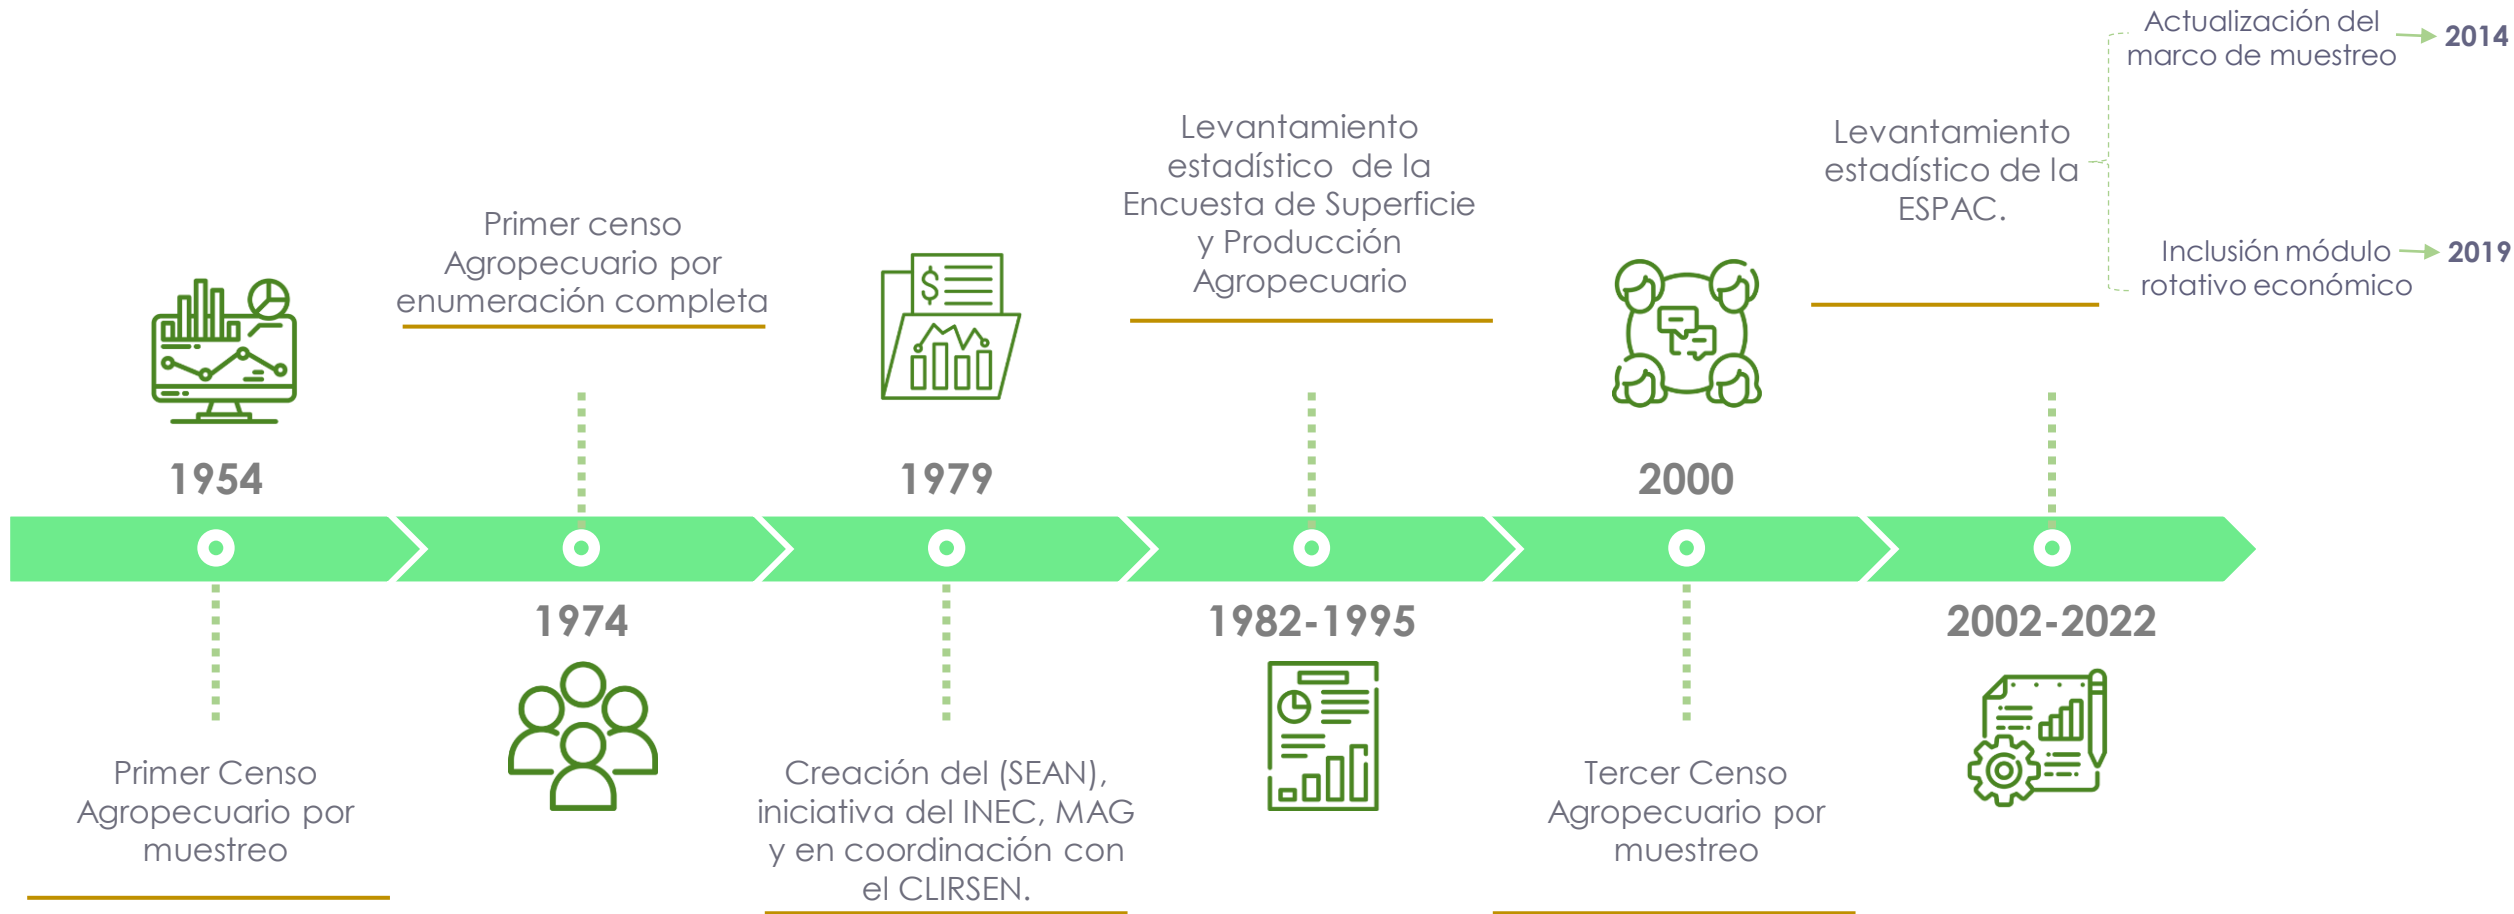 1954
Primer Censo
Agropecuario por
muestreo
Primer censo
Agropecuario por
enumeración completa
1974
1979
Creación del (SEAN),
iniciativa del INEC, MAG
y en coordinación con
el CLIRSEN.
Levantamiento
estadístico de la
Encuesta de Superficie
y Producción
Agropecuario
1982-1995
2000
Tercer Censo
Agropecuario por
muestreo
Levantamiento
estadístico de la
ESPAC.
2002-2022
Actualización del
marco de muestreo
2014
Inclusión módulo
rotativo económico
2019
$